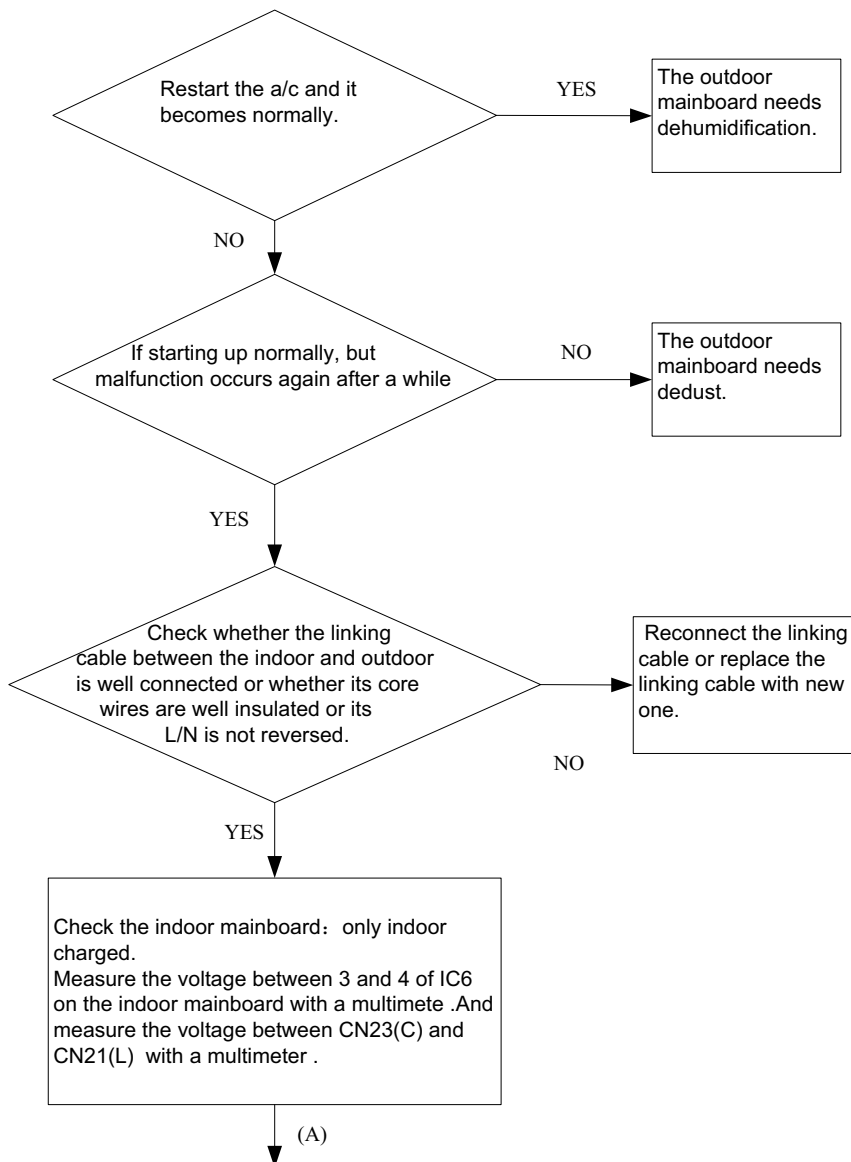 Restart the a/c and it
becomes normally.
YES
The outdoor
mainboard needs
dehumidification.
NO
If starting up normally, but
malfunction occurs again after a while
NO
The outdoor
mainboard needs
dedust.
YES
Check whether the linking
cable between the indoor and outdoor
is well connected or whether its core
wires are well insulated or its
L/N is not reversed.
NO
Reconnect the linking
cable or replace the
linking cable with new
one.
YES
Check the indoor mainboard：only indoor
charged.
Measure the voltage between 3 and 4 of IC6
on the indoor mainboard with a multimete .And
measure the voltage between CN23(C) and
CN21(L) with a multimeter .
(A)